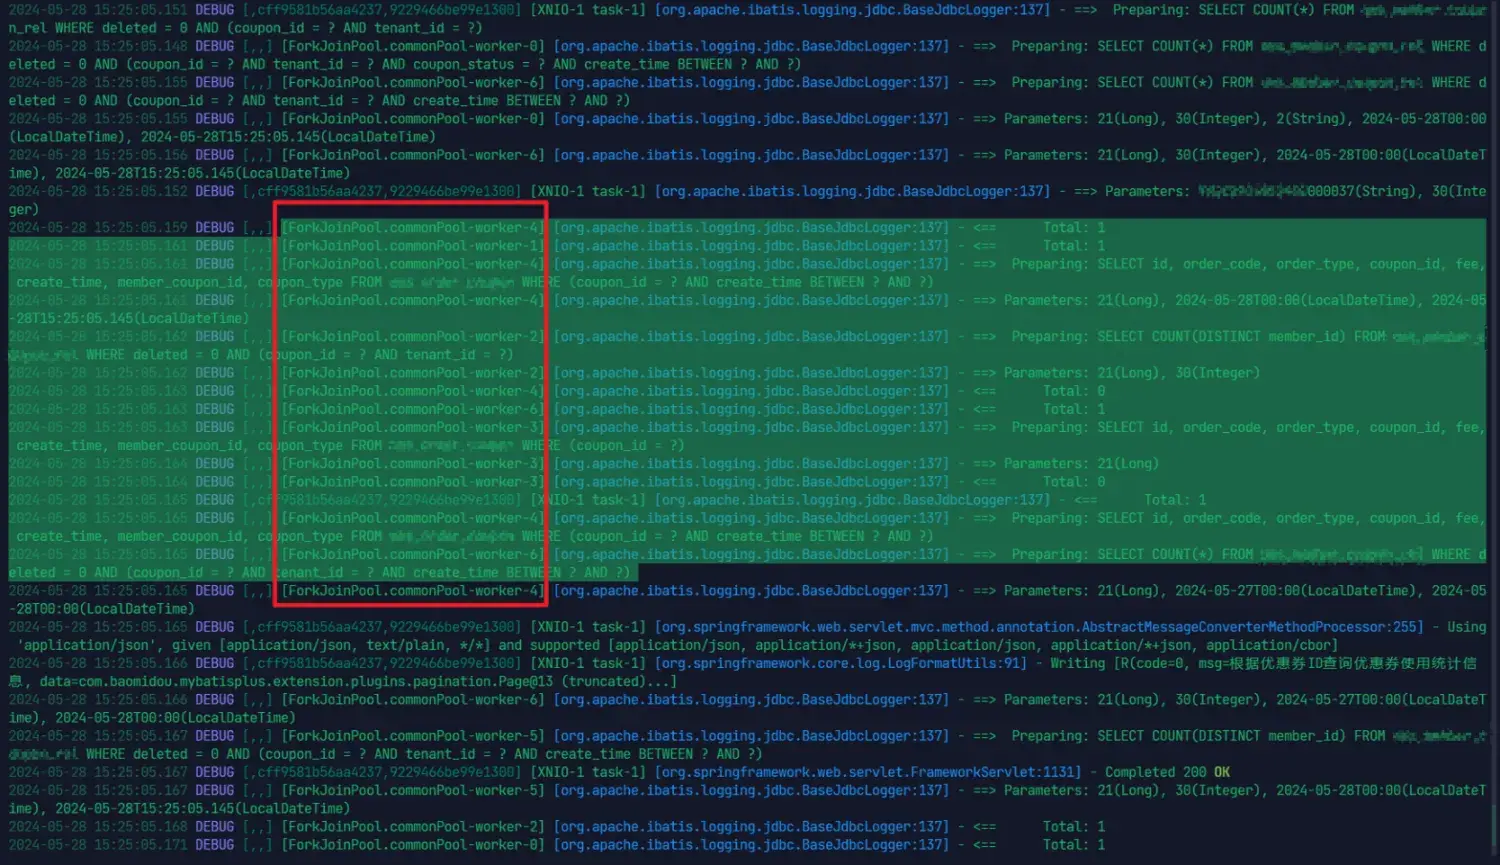 2024-05-28 15:25:05.151 DEBUG [,cff9581b56aa4237,9229466be99e1300] [XNIO-1 task-1] [org.apache.ibatis.logging.jdbc.BaseJdbcLogger:137] - ==>  Preparing: SELECT COUNT(*) FROM
n_rel WHERE deleted = 0 AND (coupon_id = ? AND tenant_id = ?)
2024-05-28 15:25:05.148 DEBUG [,,] [ForkJoinPool.commonPool-worker-0] [org.apache.ibatis.logging.jdbc.BaseJdbcLogger:137] - ==>  Preparing: SELECT COUNT(*) FROM WHERE d
eleted = 0 AND (coupon_id = ? AND tenant_id = ? AND coupon_status = ? AND create_time BETWEEN ? AND ?)
2024-05-28 15:25:05.155 DEBUG [,,] [ForkJoinPool.commonPool-worker-6] [org.apache.ibatis.logging.jdbc.BaseJdbcLogger:137] - ==>  Preparing: SELECT COUNT(*) FROM WHERE d
eleted = 0 AND (coupon_id = ? AND tenant_id = ? AND create_time BETWEEN ? AND ?)
2024-05-28 15:25:05.155 DEBUG [,,] [ForkJoinPool.commonPool-worker-0] [org.apache.ibatis.logging.jdbc.BaseJdbcLogger:137] - ==> Parameters: 21(Long), 30(Integer), 2(String), 2024-05-28T00:00
(LocalDateTime), 2024-05-28T15:25:05.145(LocalDateTime)
2024-05-28 15:25:05.156 DEBUG [,,] [ForkJoinPool.commonPool-worker-6] [org.apache.ibatis.logging.jdbc.BaseJdbcLogger:137] - ==> Parameters: 21(Long), 30(Integer), 2024-05-28T00:00(LocalDateT
ime), 2024-05-28T15:25:05.145(LocalDateTime)
2024-05-28 15:25:05.152 DEBUG [,cff9581b56aa4237,9229466be99e1300] [XNIO-1 task-1] [org.apache.ibatis.logging.jdbc.BaseJdbcLogger:137] - ==> Parameters: 000037(String), 30(Inte
ger)
2024-05-28 15:25:05.159 DEBUG [,,] [ForkJoinPool.commonPool-worker-4] [org.apache.ibatis.logging.jdbc.BaseJdbcLogger:137] - <==      Total: 1
2024-05-28 15:25:05.161 DEBUG [,,] [ForkJoinPool.commonPool-worker-1] [org.apache.ibatis.logging.jdbc.BaseJdbcLogger:137] - <==      Total: 1
2024-05-28 15:25:05.161 DEBUG [,,] [ForkJoinPool.commonPool-worker-4] [org.apache.ibatis.logging.jdbc.BaseJdbcLogger:137] - ==>  Preparing: SELECT id, order_code, order_type, coupon_id, fee,
create_time, member_coupon_id, coupon_type FROM WHERE (coupon_id = ? AND create_time BETWEEN ? AND ?)
2024-05-28 15:25:05.161 DEBUG [,,] [ForkJoinPool.commonPool-worker-4] [org.apache.ibatis.logging.jdbc.BaseJdbcLogger:137] - ==> Parameters: 21(Long), 2024-05-28T00:00(LocalDateTime), 2024-05
-28T15:25:05.145(LocalDateTime)
2024-05-28 15:25:05.162 DEBUG [,,] [ForkJoinPool.commonPool-worker-2] [org.apache.ibatis.logging.jdbc.BaseJdbcLogger:137] - ==>  Preparing: SELECT COUNT(DISTINCT member_id) FROM
WHERE deleted = 0 AND (coupon_id = ? AND tenant_id = ?)
2024-05-28 15:25:05.162 DEBUG [,,] [ForkJoinPool.commonPool-worker-2] [org.apache.ibatis.logging.jdbc.BaseJdbcLogger:137] - ==> Parameters: 21(Long), 30(Integer)
2024-05-28 15:25:05.163 DEBUG [,,] [ForkJoinPool.commonPool-worker-4] [org.apache.ibatis.logging.jdbc.BaseJdbcLogger:137] - <==      Total: 0
2024-05-28 15:25:05.163 DEBUG [,,] [ForkJoinPool.commonPool-worker-6] [org.apache.ibatis.logging.jdbc.BaseJdbcLogger:137] - <==      Total: 1
2024-05-28 15:25:05.163 DEBUG [,,] [ForkJoinPool.commonPool-worker-3] [org.apache.ibatis.logging.jdbc.BaseJdbcLogger:137] - ==>  Preparing: SELECT id, order_code, order_type, coupon_id, fee,
create_time, member_coupon_id, coupon_type FROM WHERE (coupon_id = ?)
2024-05-28 15:25:05.164 DEBUG [,,] [ForkJoinPool.commonPool-worker-3] [org.apache.ibatis.logging.jdbc.BaseJdbcLogger:137] - ==> Parameters: 21(Long)
2024-05-28 15:25:05.164 DEBUG [,,] [ForkJoinPool.commonPool-worker-3] [org.apache.ibatis.logging.jdbc.BaseJdbcLogger:137] - <==      Total: 0
2024-05-28 15:25:05.165 DEBUG [,cff9581b56aa4237,9229466be99e1300] [XNIO-1 task-1] [org.apache.ibatis.logging.jdbc.BaseJdbcLogger:137] - <==      Total: 1
2024-05-28 15:25:05.165 DEBUG [,,] [ForkJoinPool.commonPool-worker-4] [org.apache.ibatis.logging.jdbc.BaseJdbcLogger:137] - ==>  Preparing: SELECT id, order_code, order_type, coupon_id, fee,
create_time, member_coupon_id, coupon_type FROM WHERE (coupon_id = ? AND create_time BETWEEN ? AND ?)
2024-05-28 15:25:05.165 DEBUG [,,] [ForkJoinPool.commonPool-worker-6] [org.apache.ibatis.logging.jdbc.BaseJdbcLogger:137] - ==>  Preparing: SELECT COUNT(*) FROM WHERE d
eleted = 0 AND (coupon_id = ? AND tenant_id = ? AND create_time BETWEEN ? AND ?)
2024-05-28 15:25:05.165 DEBUG [,,] [ForkJoinPool.commonPool-worker-4] [org.apache.ibatis.logging.jdbc.BaseJdbcLogger:137] - ==> Parameters: 21(Long), 2024-05-27T00:00(LocalDateTime), 2024-05
-28T00:00(LocalDateTime)
2024-05-28 15:25:05.165 DEBUG [,cff9581b56aa4237,9229466be99e1300] [XNIO-1 task-1] [org.springframework.web.servlet.mvc.method.annotation.AbstractMessageConverterMethodProcessor:255] - Using
'application/json', given [application/json, text/plain, */*] and supported [application/json, application/*+json, application/json, application/*+json, application/cbor]
2024-05-28 15:25:05.166 DEBUG [,cff9581b56aa4237,9229466be99e1300] [XNIO-1 task-1] [org.springframework.core.log.LogFormatUtils:91] - Writing [R(code=0, msg=根据优惠券ID查询优惠券使用统计信
息, data=com.baomidou.mybatisplus.extension.plugins.pagination.Page@13 (truncated)...]
2024-05-28 15:25:05.166 DEBUG [,,] [ForkJoinPool.commonPool-worker-6] [org.apache.ibatis.logging.jdbc.BaseJdbcLogger:137] - ==> Parameters: 21(Long), 30(Integer), 2024-05-27T00:00(LocalDateT
ime), 2024-05-28T00:00(LocalDateTime)
2024-05-28 15:25:05.167 DEBUG [,,] [ForkJoinPool.commonPool-worker-5] [org.apache.ibatis.logging.jdbc.BaseJdbcLogger:137] - ==>  Preparing: SELECT COUNT(DISTINCT member_id) FROM
WHERE deleted = 0 AND (coupon_id = ? AND tenant_id = ? AND create_time BETWEEN ? AND ?)
2024-05-28 15:25:05.167 DEBUG [,cff9581b56aa4237,9229466be99e1300] [XNIO-1 task-1] [org.springframework.web.servlet.FrameworkServlet:1131] - Completed 200 OK
2024-05-28 15:25:05.167 DEBUG [,,] [ForkJoinPool.commonPool-worker-5] [org.apache.ibatis.logging.jdbc.BaseJdbcLogger:137] - ==> Parameters: 21(Long), 30(Integer), 2024-05-28T00:00(LocalDateT
ime), 2024-05-28T15:25:05.145(LocalDateTime)
2024-05-28 15:25:05.168 DEBUG [,,] [ForkJoinPool.commonPool-worker-2] [org.apache.ibatis.logging.jdbc.BaseJdbcLogger:137] - <==      Total: 1
2024-05-28 15:25:05.171 DEBUG [,,] [ForkJoinPool.commonPool-worker-0] [org.apache.ibatis.logging.jdbc.BaseJdbcLogger:137] - <==      Total: 1